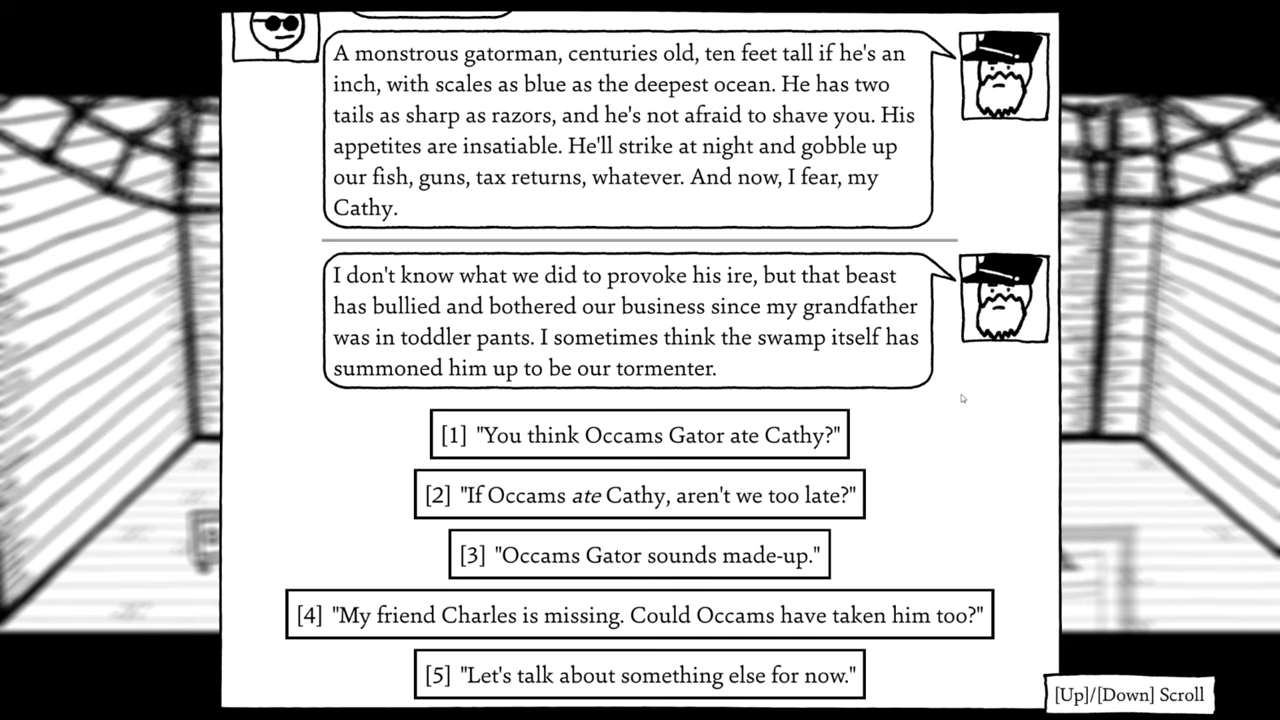 A monstrous gatorman, centuries old, ten feet tall if he's an
inch, with scales as blue as the deepest ocean. He has two
tails as sharp as razors, and he's not afraid to shave you. His
appetites are insatiable. He'll strike at night and gobble up
our fish, guns, tax returns, whatever. And now, I fear, my
Cathy.
I don't know what we did to provoke his ire, but that beast
has bullied and bothered our business since my grandfather
was in toddler pants. I sometimes think the swamp itself has
summoned him up to be our tormenter.
[1] "You think Occams Gator ate Cathy?"
[2] "If Occams ate Cathy, aren't we too late?"
[3] "Occams Gator sounds made-up."
[4] "My friend Charles is missing. Could Occams have taken him too?"
[5] "Let's talk about something else for now."
[Up]/[Down] Scroll